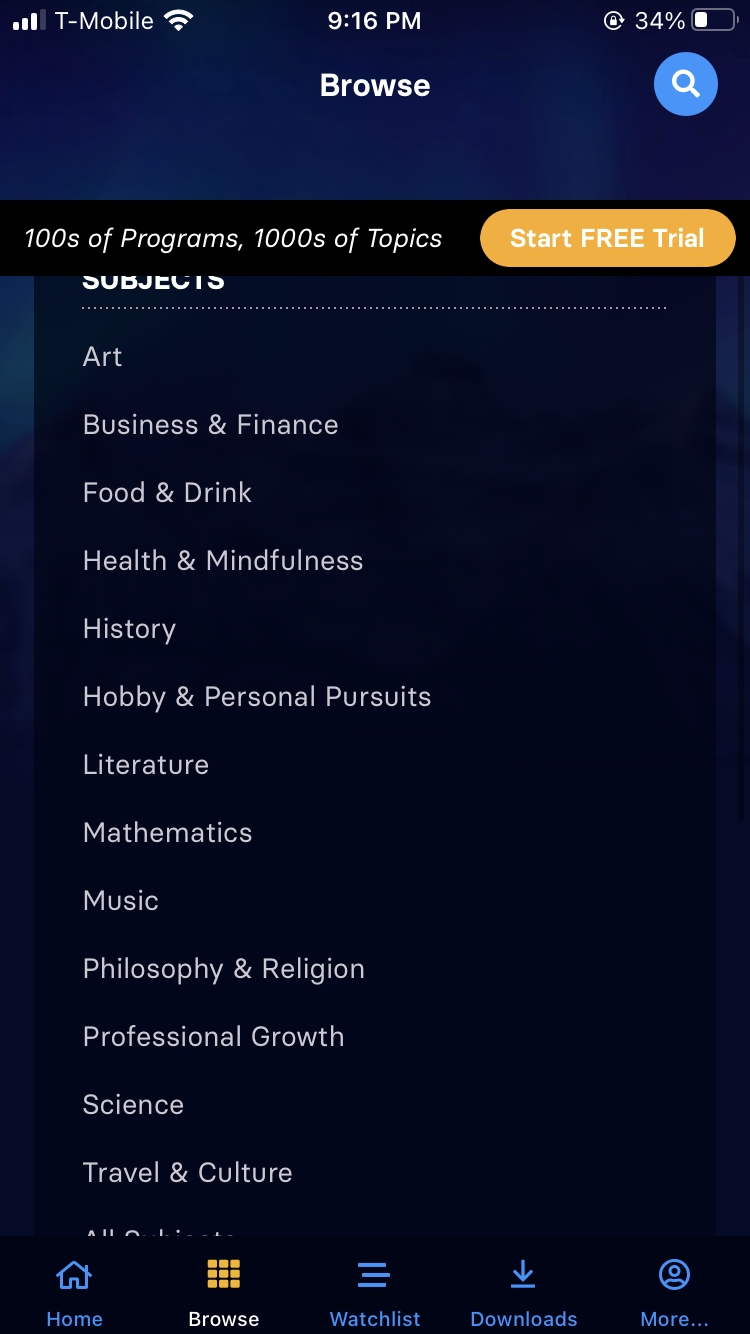 T-Mobile 9:16 PM 34%
Browse
100s of Programs, 1000s of Topics Start FREE Trial
SUBJECTS
Art
Business & Finance
Food & Drink
Health & Mindfulness
History
Hobby & Personal Pursuits
Literature
Mathematics
Music
Philosophy & Religion
Professional Growth
Science
Travel & Culture
All Subjects
Home Browse Watchlist Downloads More...